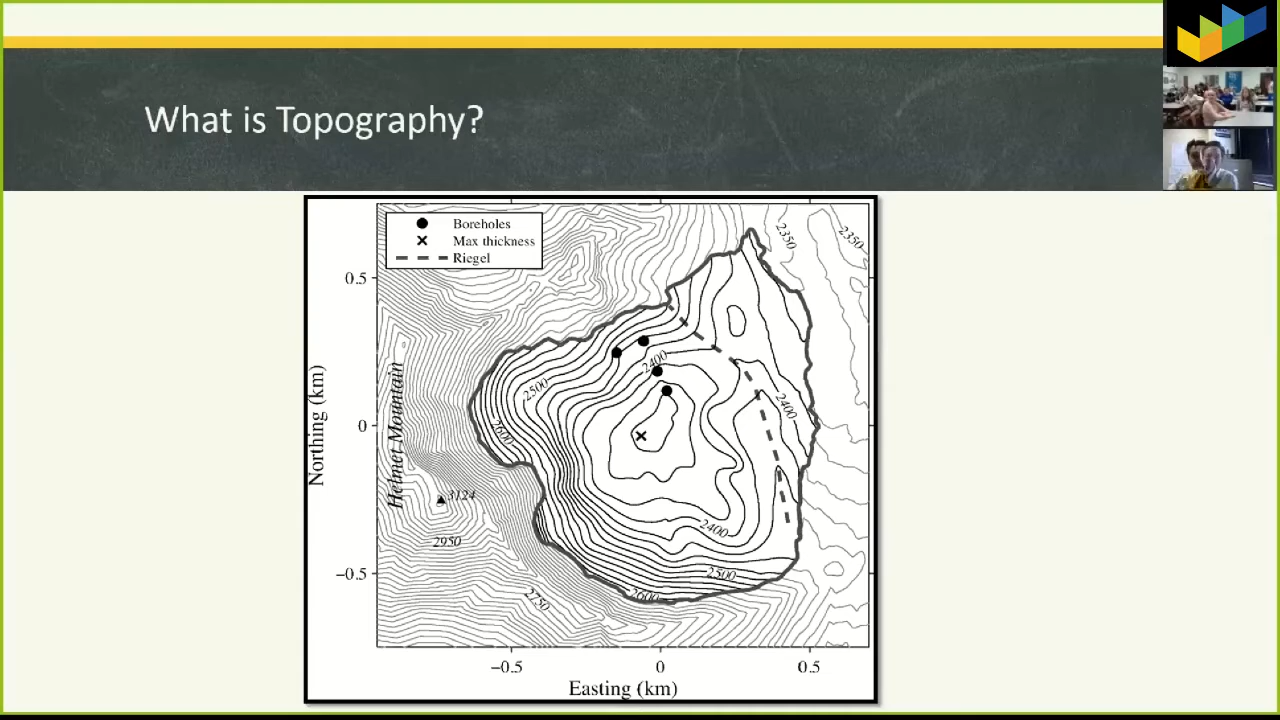 What is Topography?
Boreholes
Max thickness
Riegel
2350
2350
0.5
2400
2500
2400
2600
0
Northing (km)
Helmet Mountain
3124
2950
2400
−0.5
2500
2600
2750
−0.5
0
0.5
Easting (km)